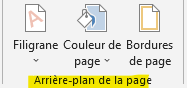 Filigrane
Couleur de page
Bordures de page
Arrière-plan de la page